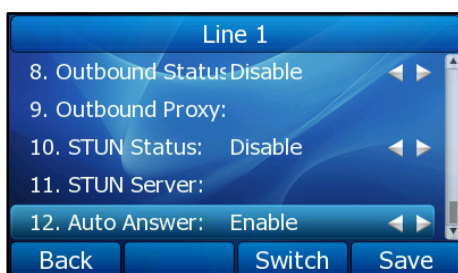 Line 1
8. Outbound Status Disable
9. Outbound Proxy:
10. STUN Status: Disable
11. STUN Server:
12. Auto Answer: Enable
Back Switch Save